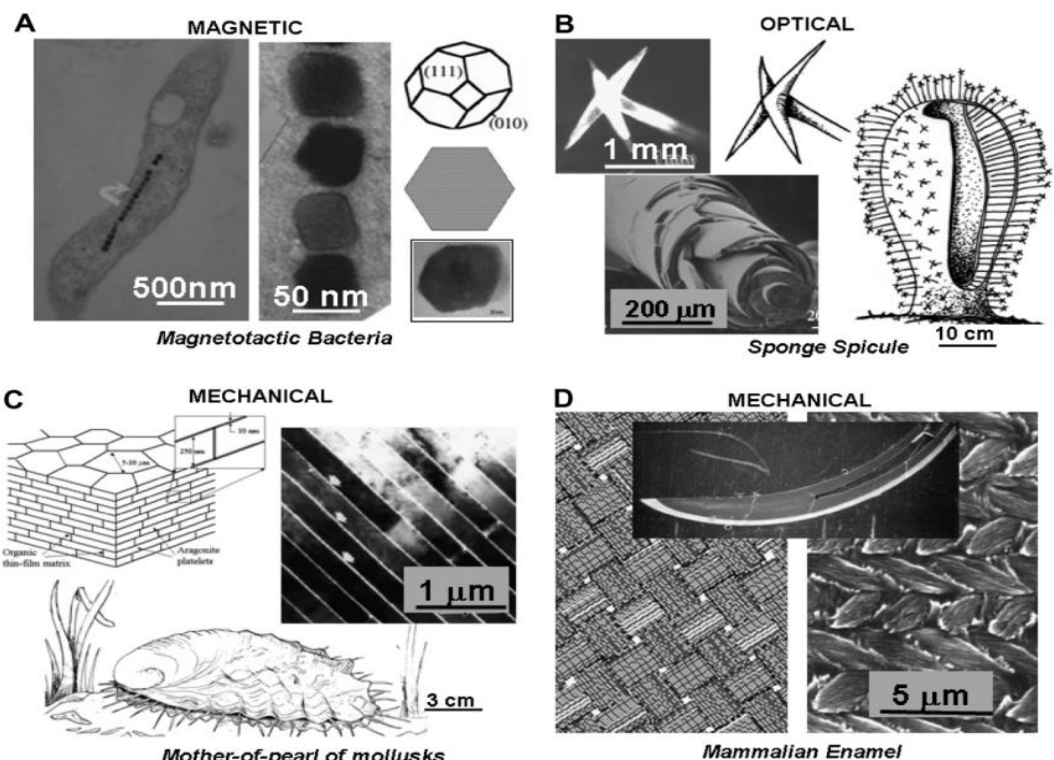 A
MAGNETIC
500nm
50 nm
(111)
(010)
Magnetotactic Bacteria
B
OPTICAL
1 mm
200 µm
10 cm
Sponge Spicule
C
MECHANICAL
10 nm
250 nm
5-10 µm
Organic
thin-film matrix
Aragonite
platelets
1 µm
3 cm
Mother-of-pearl of mollusks
D
MECHANICAL
5 µm
Mammalian Enamel